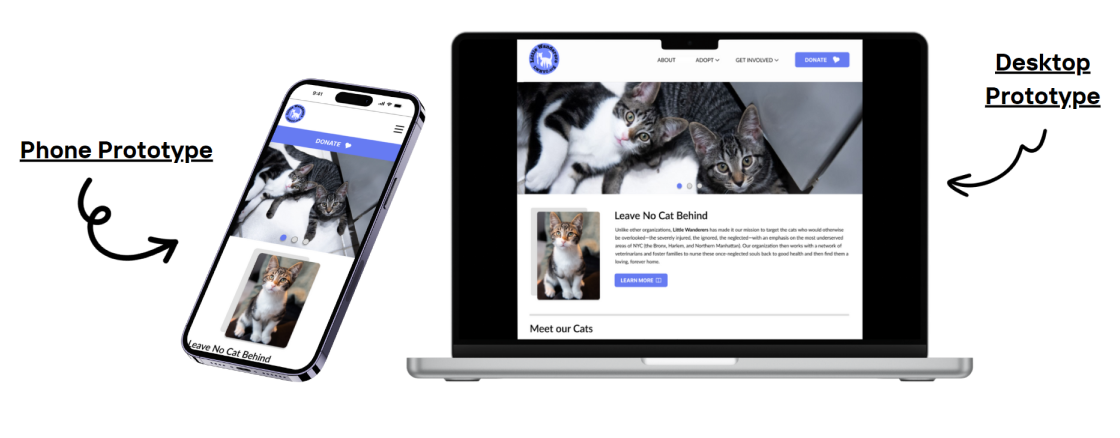 Phone Prototype
9:41
DONATE
Leave No Cat Behind
Little Wanderers
ABOUT
ADOPT
GET INVOLVED
DONATE
Leave No Cat Behind
Unlike other organizations, Little Wanderers has made it our mission to target the cats who would otherwise
be overlooked—the severely injured, the ignored, the neglected—with an emphasis on the most underserved
areas of NYC (the Bronx, Harlem, and Northern Manhattan). Our organization then works with a network of
veterinarians and foster families to nurse these once-neglected souls back to good health and then find them a
loving, forever home.
LEARN MORE
Meet our Cats
Desktop
Prototype